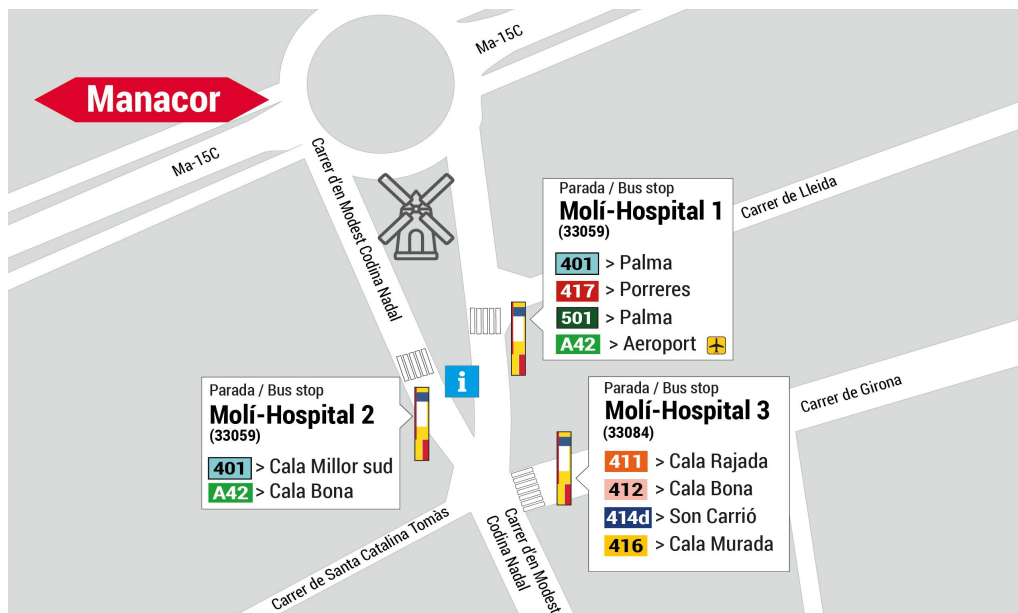 Ma-15C
Manacor
Ma-15C
Carrer d'en Modest Codina Nadal
Carrer de Lleida
Parada / Bus stop
Molí-Hospital 1
(33059)
401 > Palma
417 > Porreres
501 > Palma
A42 > Aeroport
i
Parada / Bus stop
Molí-Hospital 2
(33059)
401 > Cala Millor sud
A42 > Cala Bona
Carrer de Girona
Parada / Bus stop
Molí-Hospital 3
(33084)
411 > Cala Rajada
412 > Cala Bona
414d > Son Carrió
416 > Cala Murada
Carrer de Santa Catalina Tomàs
Carrer d'en Modest
Codina Nadal